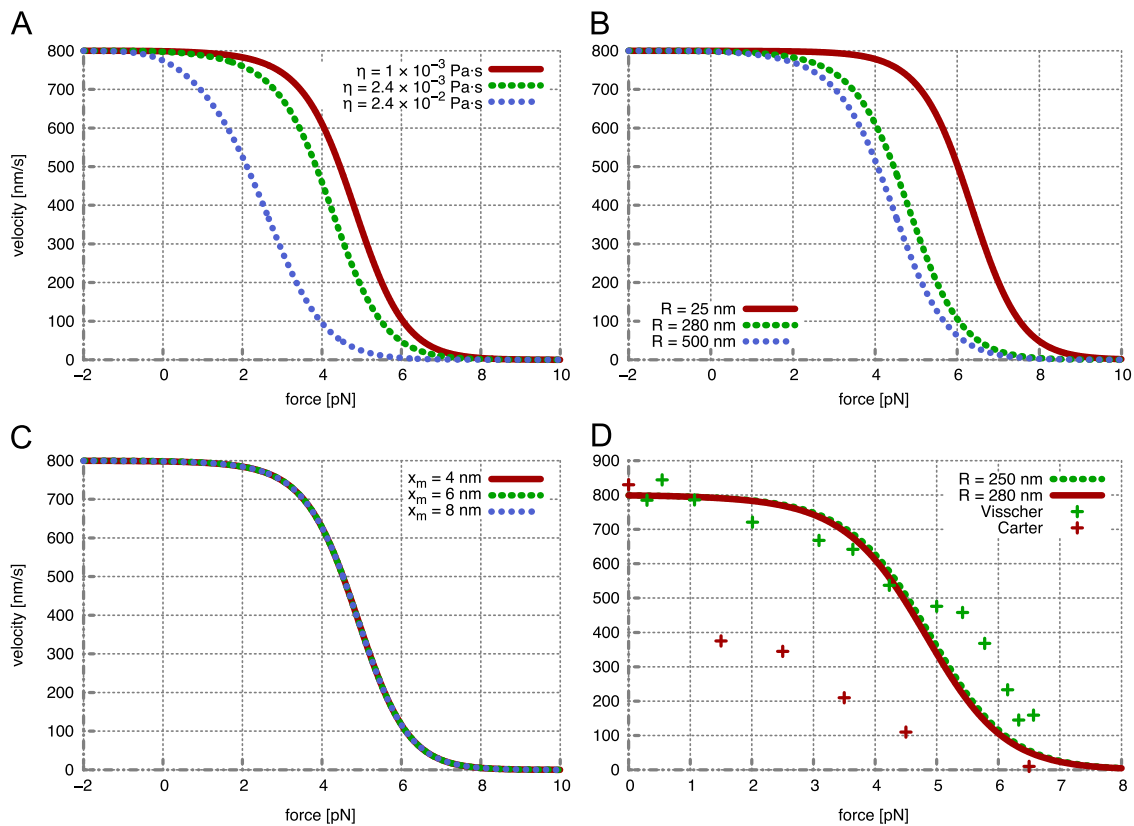 A
800
700
600
500
400
300
200
100
0
velocity [nm/s]
−2 0 2 4 6 8 10
force [pN]
η = 1 × 10⁻³ Pa·s
η = 2.4 × 10⁻³ Pa·s
η = 2.4 × 10⁻² Pa·s
B
800
700
600
500
400
300
200
100
0
−2 0 2 4 6 8 10
force [pN]
R = 25 nm
R = 280 nm
R = 500 nm
C
800
700
600
500
400
300
200
100
0
velocity [nm/s]
−2 0 2 4 6 8 10
force [pN]
xₘ = 4 nm
xₘ = 6 nm
xₘ = 8 nm
D
900
800
700
600
500
400
300
200
100
0
0 1 2 3 4 5 6 7 8
force [pN]
R = 250 nm
R = 280 nm
Visscher
Carter